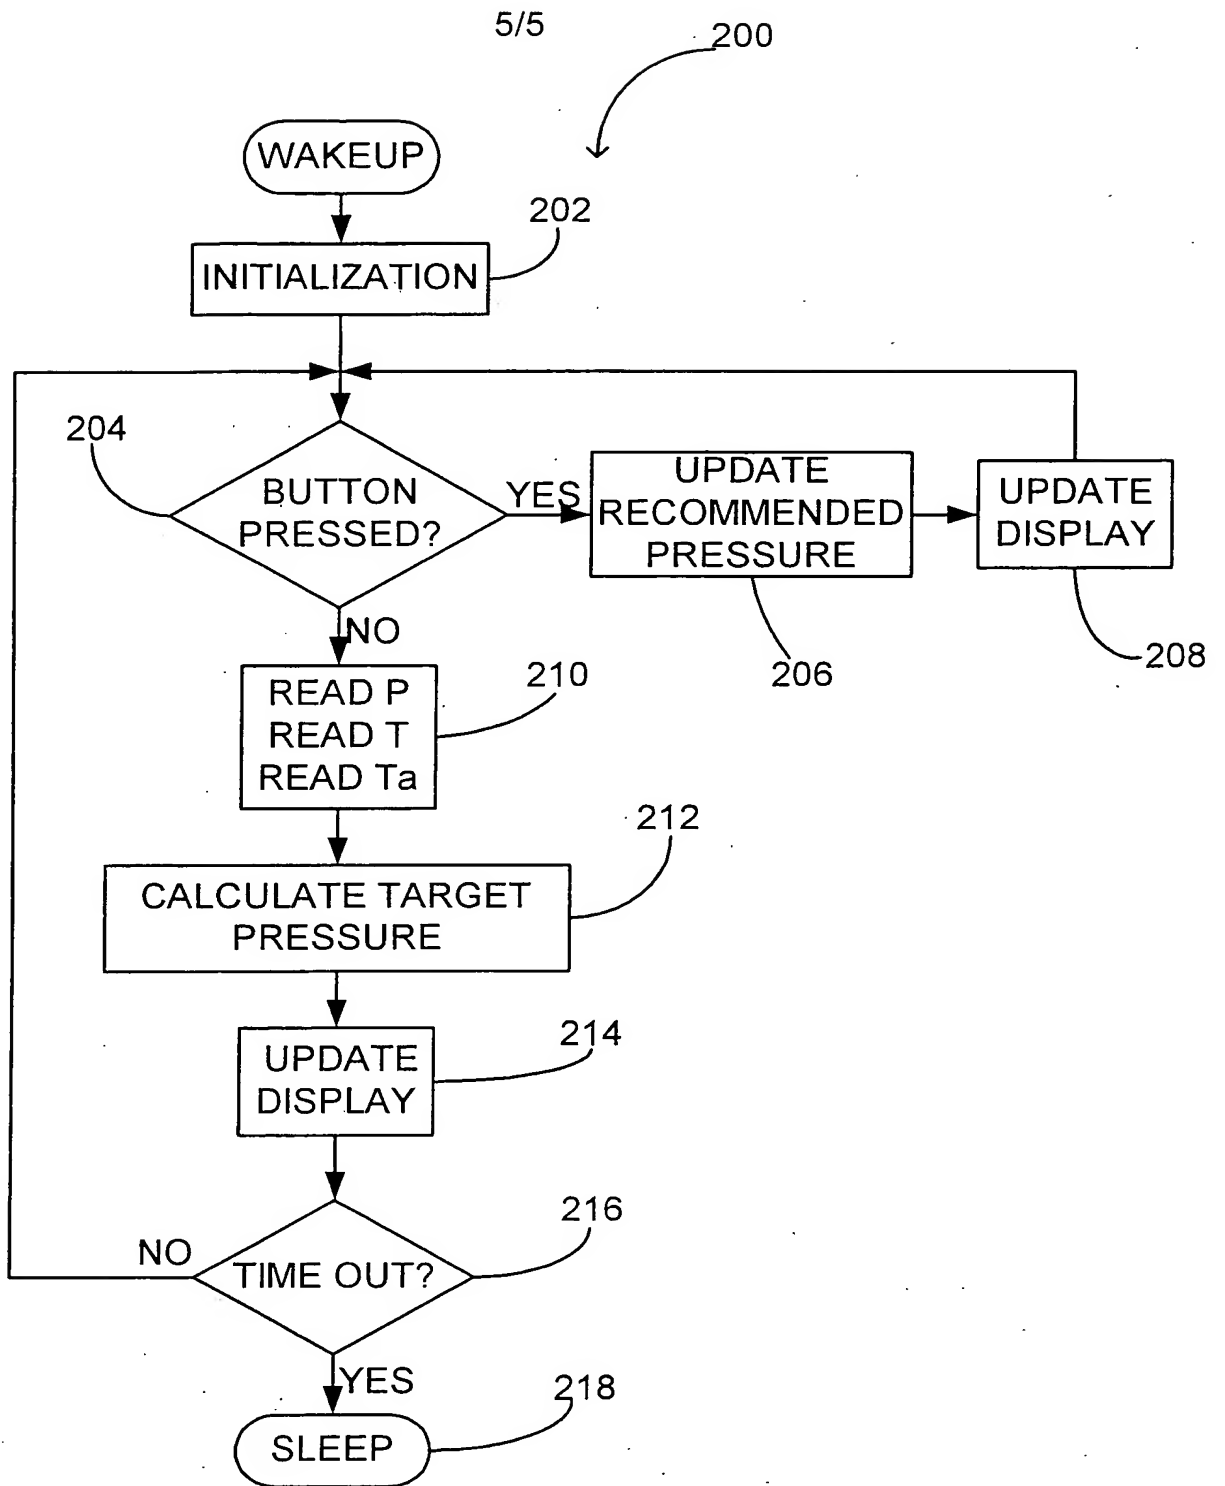 5/5
200
WAKEUP
202
INITIALIZATION
204
BUTTON
PRESSED?
YES
UPDATE
RECOMMENDED
PRESSURE
206
UPDATE
DISPLAY
208
NO
READ P
READ T
READ Ta
210
212
CALCULATE TARGET
PRESSURE
214
UPDATE
DISPLAY
216
NO
TIME OUT?
YES
218
SLEEP